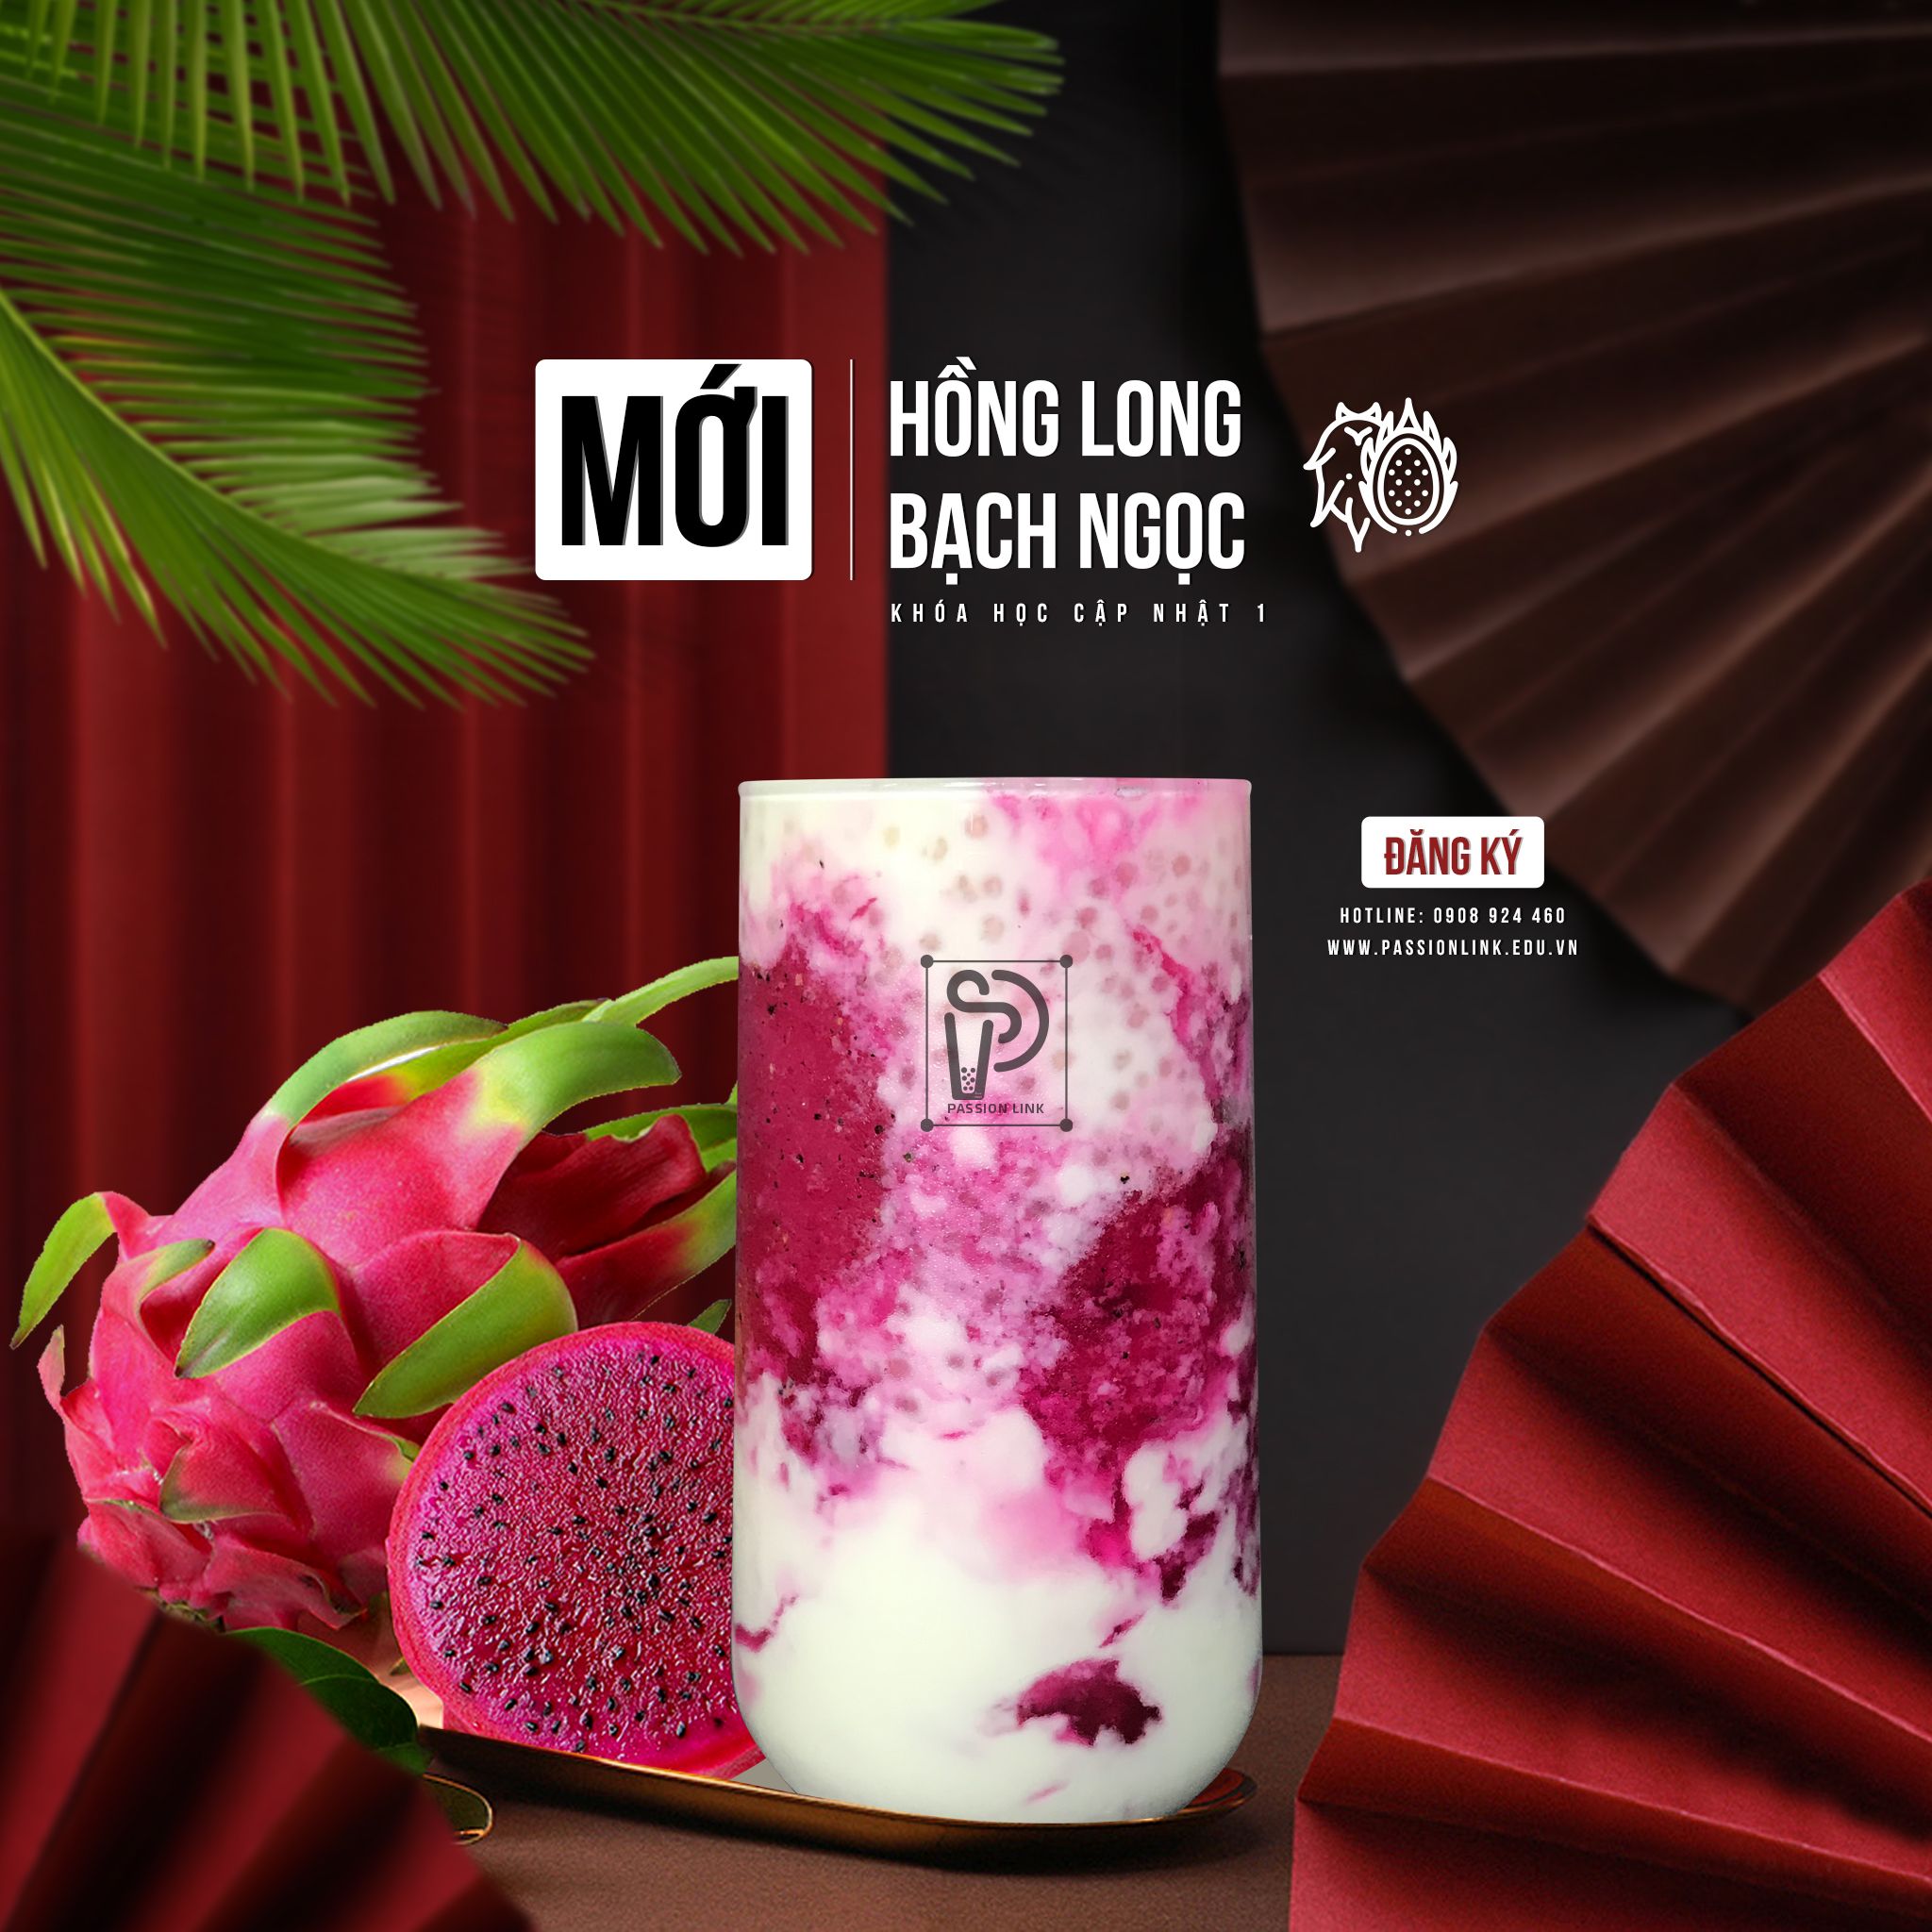 MỚI
HỒNG LONG
BẠCH NGỌC
KHÓA HỌC CẬP NHẬT 1
ĐĂNG KÝ
HOTLINE: 0908 924 460
WWW.PASSIONLINK.EDU.VN
PASSION LINK